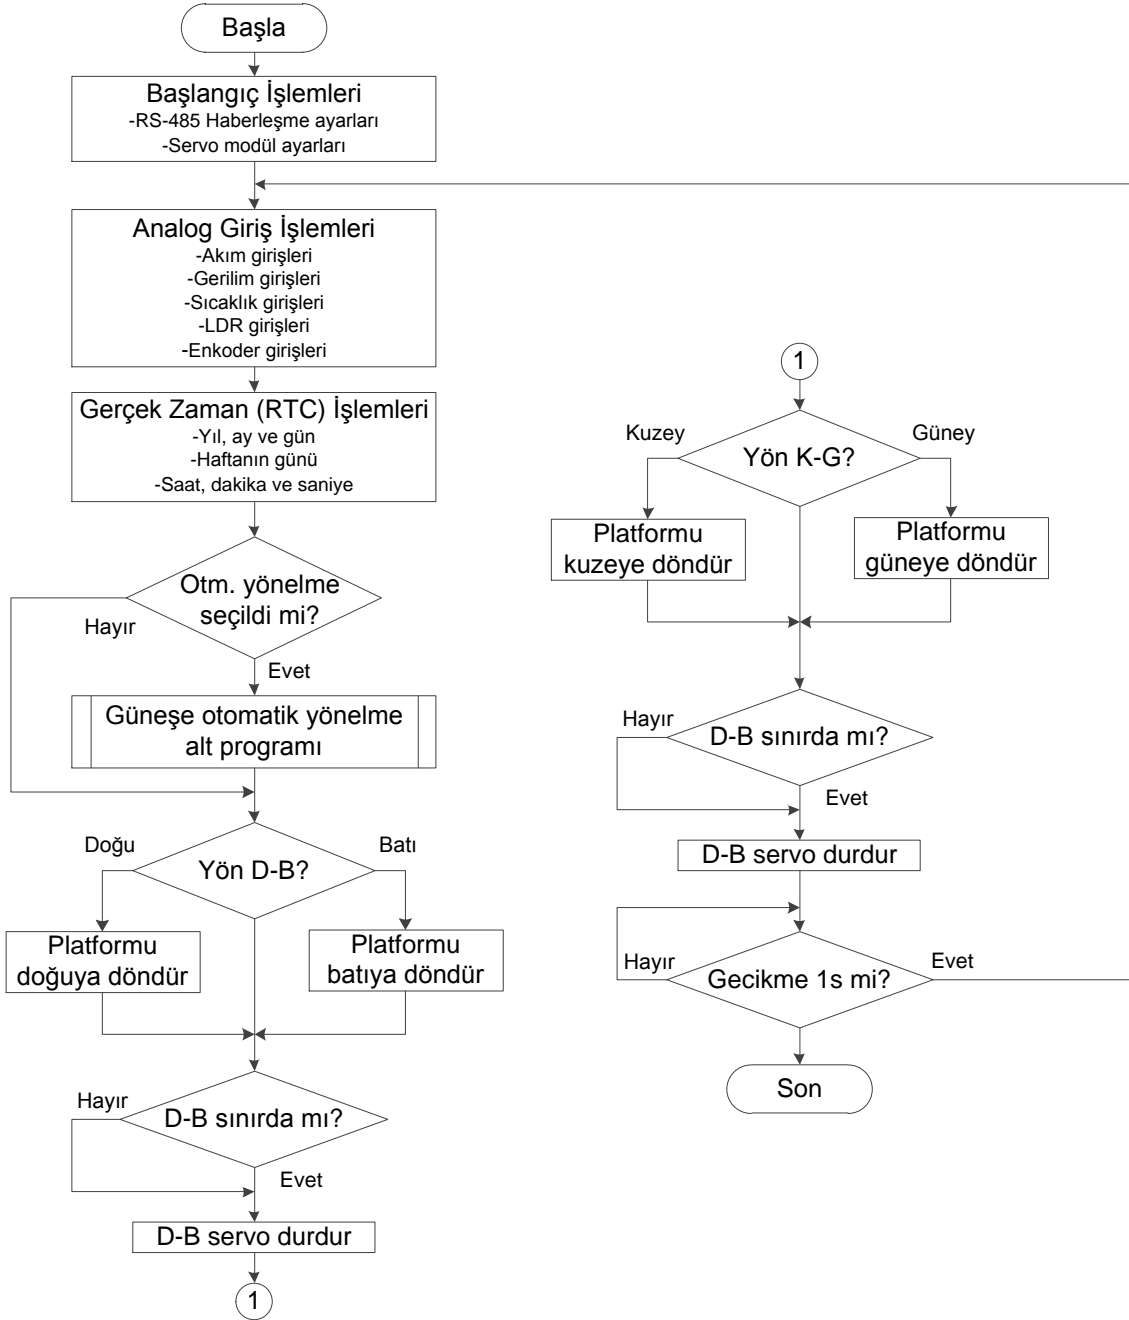 Başla
Başlangıç İşlemleri
-RS-485 Haberleşme ayarları
-Servo modül ayarları
Analog Giriş İşlemleri
-Akım girişleri
-Gerilim girişleri
-Sıcaklık girişleri
-LDR girişleri
-Enkoder girişleri
Gerçek Zaman (RTC) İşlemleri
-Yıl, ay ve gün
-Haftanın günü
-Saat, dakika ve saniye
Otm. yönelme
seçildi mi?
Hayır
Evet
Güneşe otomatik yönelme
alt programı
Doğu
Batı
Yön D-B?
Platformu
doğuya döndür
Platformu
batıya döndür
Hayır
D-B sınırda mı?
Evet
D-B servo durdur
1
1
Kuzey
Güney
Yön K-G?
Platformu
kuzeye döndür
Platformu
güneye döndür
Hayır
D-B sınırda mı?
Evet
D-B servo durdur
Hayır
Evet
Gecikme 1s mi?
Son